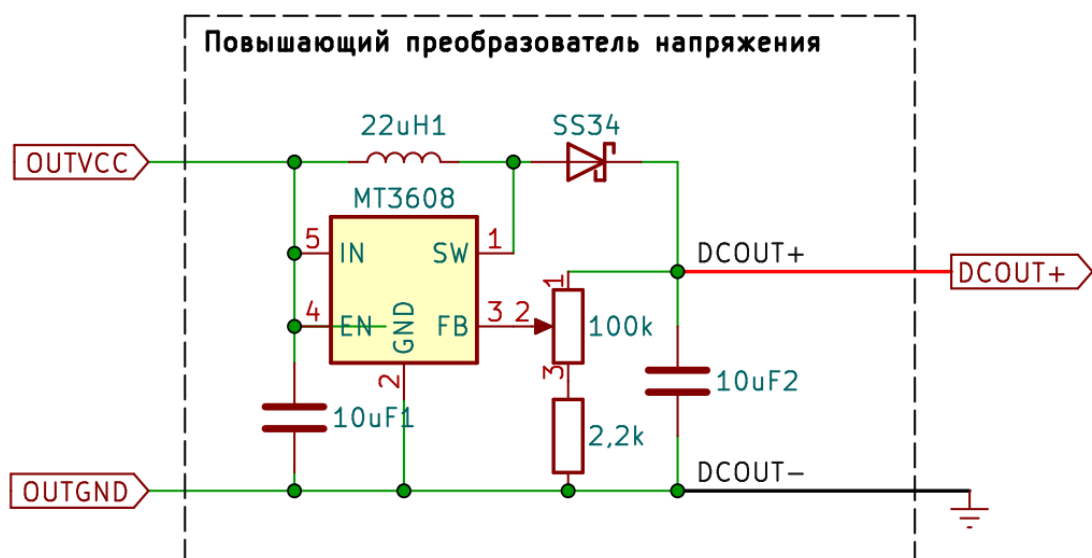 Повышающий преобразователь напряжения
22uH1
SS34
OUTVCC
MT3608
5
IN
SW
1
DCOUT+
DCOUT+
4
EN
GND
FB
3
2
1
100k
3
2
10uF1
10uF2
2,2k
OUTGND
DCOUT-